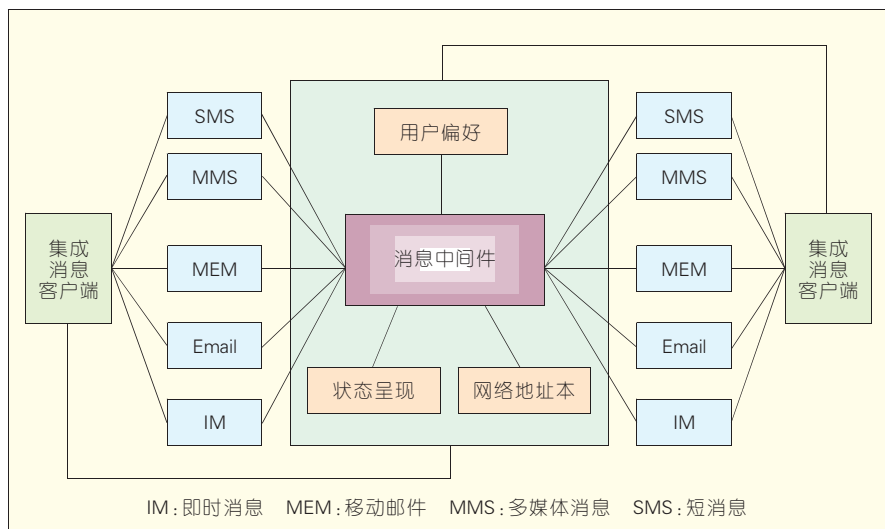 SMS
MMS
MEM
Email
IM
集成
消息
客户端
用户偏好
消息中间件
状态呈现
网络地址本
SMS
MMS
MEM
Email
IM
集成
消息
客户端
IM:即时消息 MEM:移动邮件 MMS:多媒体消息 SMS:短消息